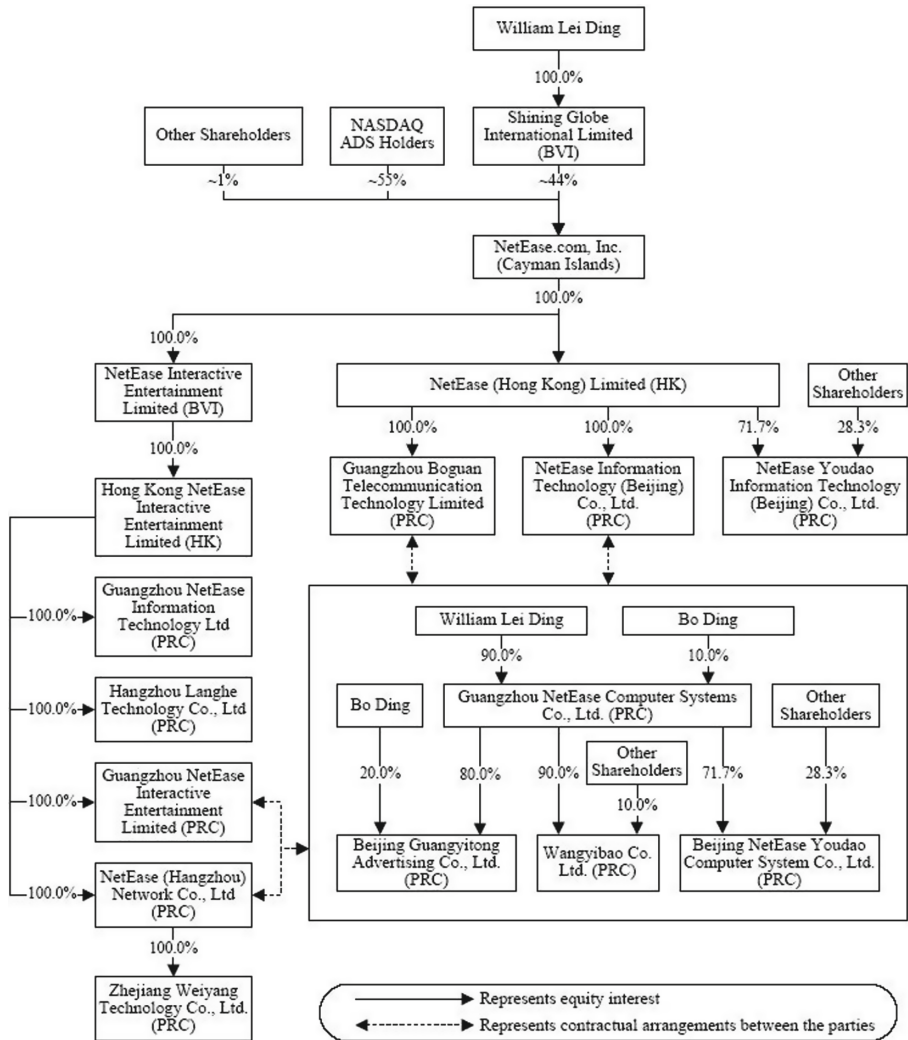 William Lei Ding
100.0%
Other Shareholders
NASDAQ
ADS Holders
Shining Globe
International Limited
(BVI)
~1%
~55%
~44%
NetEase.com, Inc.
(Cayman Islands)
100.0%
100.0%
NetEase Interactive
Entertainment
Limited (BVI)
NetEase (Hong Kong) Limited (HK)
Other
Shareholders
100.0%
100.0%
100.0%
71.7%
28.3%
Hong Kong NetEase
Interactive
Entertainment
Limited (HK)
Guangzhou Boguan
Telecommunication
Technology Limited
(PRC)
NetEase Information
Technology (Beijing)
Co., Ltd.
(PRC)
NetEase Youdao
Information Technology
(Beijing) Co., Ltd.
(PRC)
100.0%
Guangzhou NetEase
Information
Technology Ltd
(PRC)
100.0%
Hangzhou Langhe
Technology Co., Ltd
(PRC)
100.0%
Guangzhou NetEase
Interactive
Entertainment
Limited (PRC)
100.0%
NetEase (Hangzhou)
Network Co., Ltd
(PRC)
100.0%
Zhejiang Weiyang
Technology Co., Ltd.
(PRC)
William Lei Ding
Bo Ding
90.0%
10.0%
Bo Ding
Guangzhou NetEase Computer Systems
Co., Ltd. (PRC)
Other
Shareholders
20.0%
80.0%
90.0%
Other
Shareholders
71.7%
28.3%
10.0%
Beijing Guangyitong
Advertising Co., Ltd.
(PRC)
Wangyibao Co.
Ltd. (PRC)
Beijing NetEase Youdao
Computer System Co., Ltd.
(PRC)
Represents equity interest
Represents contractual arrangements between the parties